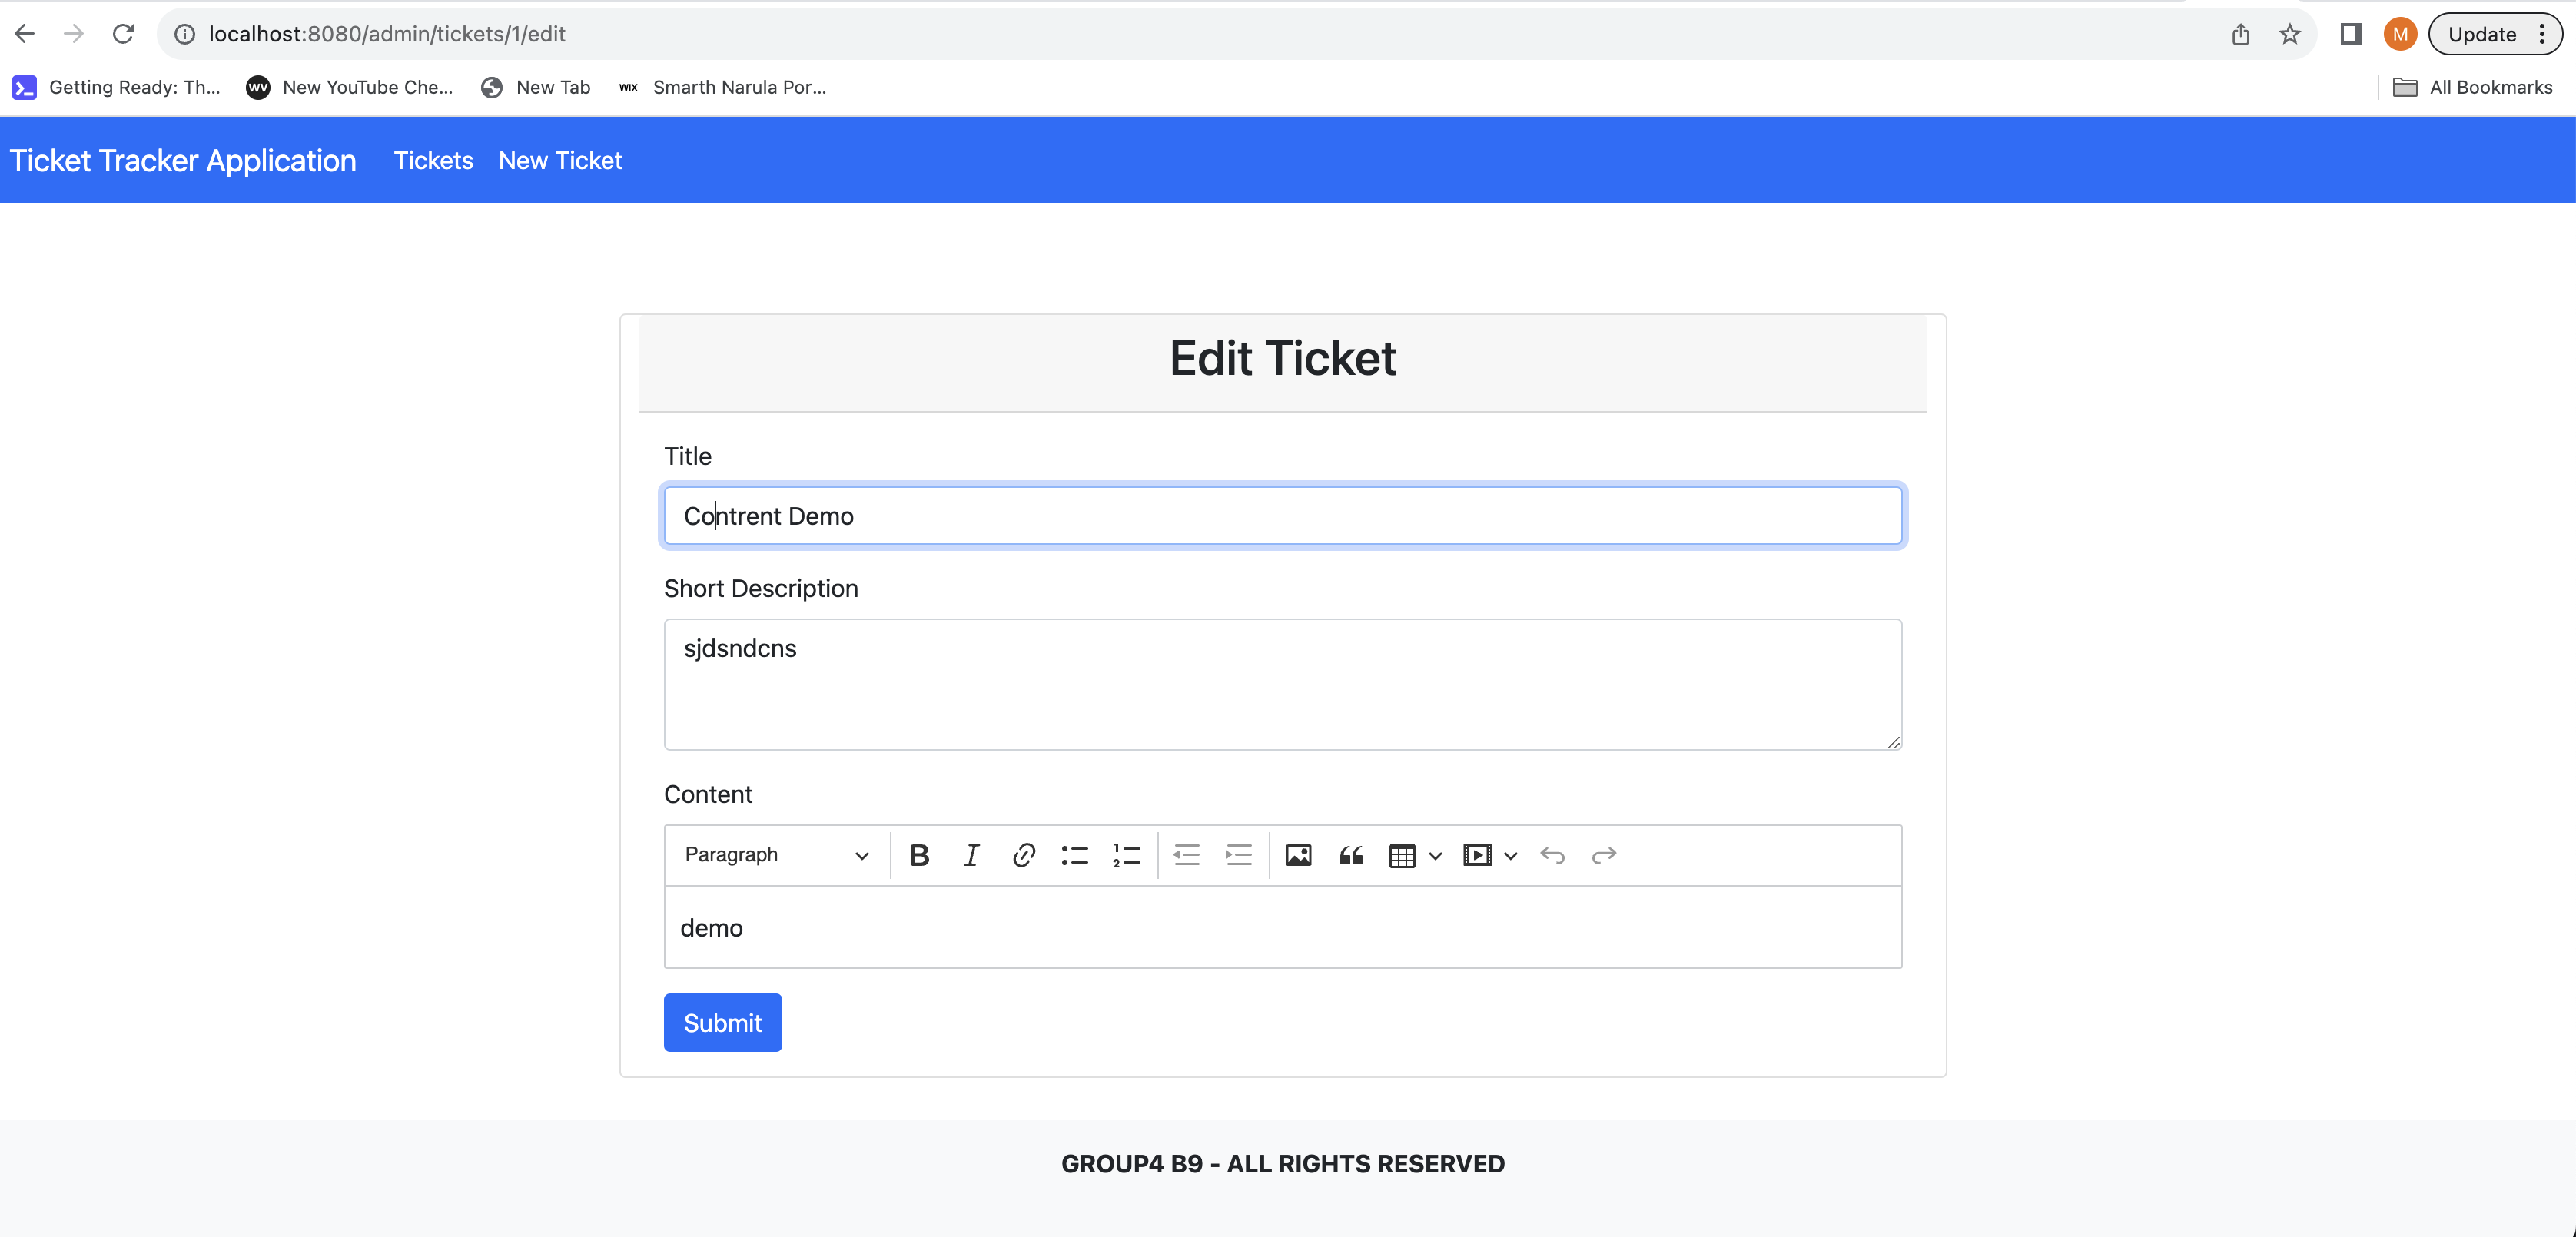 localhost:8080/admin/tickets/1/edit
M
Update
Getting Ready: Th...
WV
New YouTube Che...
New Tab
WIX
Smarth Narula Por...
All Bookmarks
Ticket Tracker Application
Tickets
New Ticket
Edit Ticket
Title
Contrent Demo
Short Description
sjdsndcns
Content
Paragraph
demo
Submit
GROUP4 B9 - ALL RIGHTS RESERVED